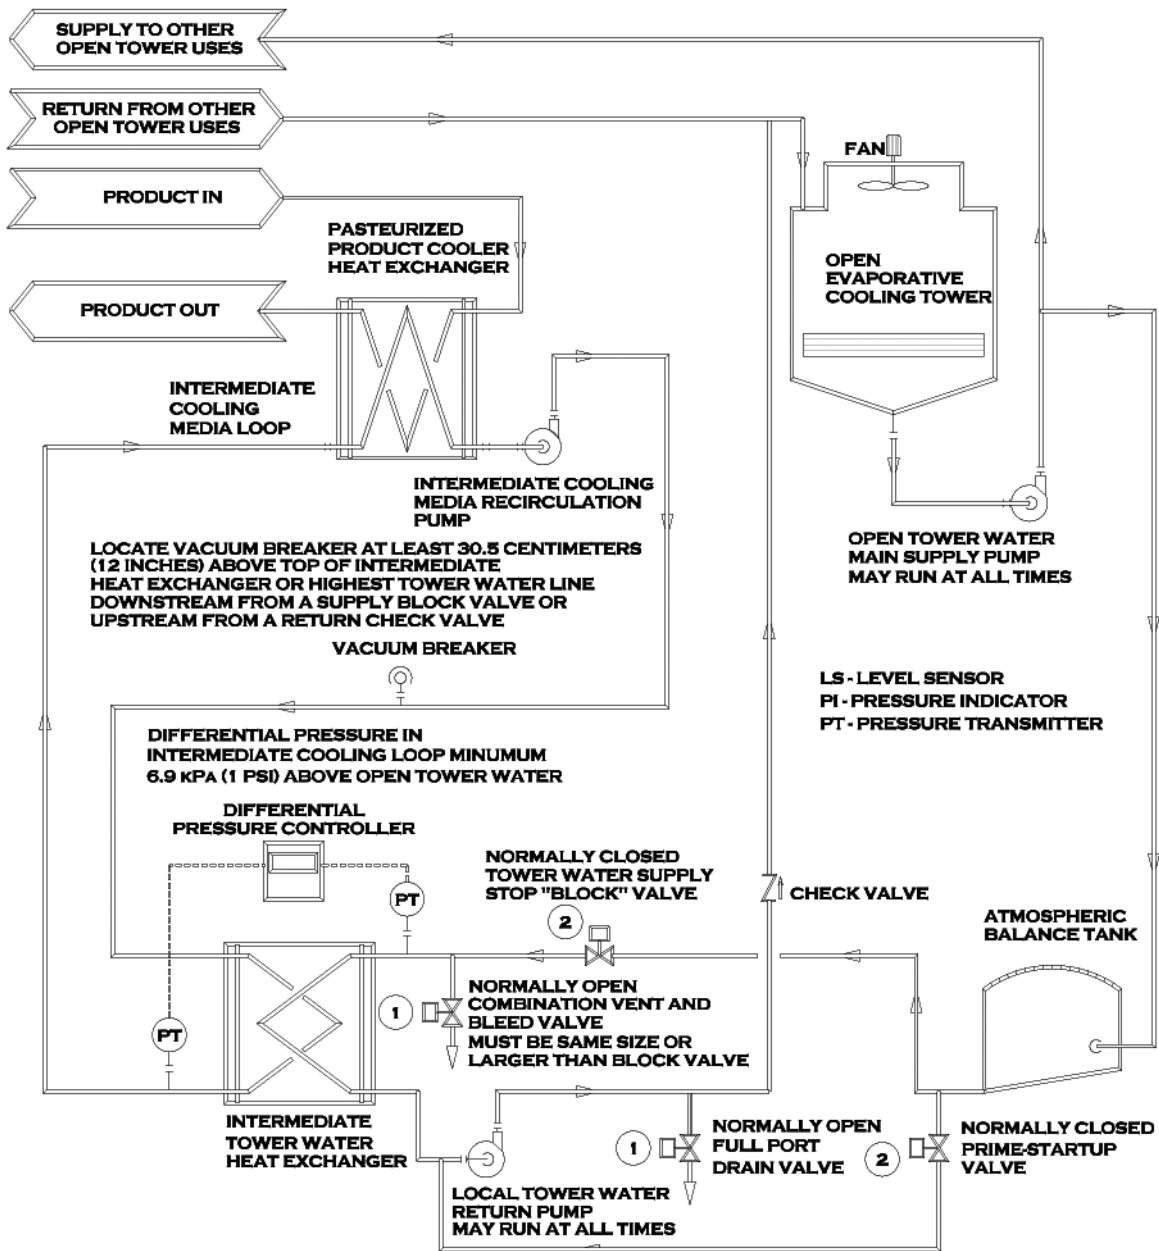 SUPPLY TO OTHER
OPEN TOWER USES
RETURN FROM OTHER
OPEN TOWER USES
PRODUCT IN
PRODUCT OUT
PASTEURIZED
PRODUCT COOLER
HEAT EXCHANGER
FAN
OPEN
EVAPORATIVE
COOLING TOWER
INTERMEDIATE
COOLING
MEDIA LOOP
INTERMEDIATE COOLING
MEDIA RECIRCULATION
PUMP
OPEN TOWER WATER
MAIN SUPPLY PUMP
MAY RUN AT ALL TIMES
LOCATE VACUUM BREAKER AT LEAST 30.5 CENTIMETERS
(12 INCHES) ABOVE TOP OF INTERMEDIATE
HEAT EXCHANGER OR HIGHEST TOWER WATER LINE
DOWNSTREAM FROM A SUPPLY BLOCK VALVE OR
UPSTREAM FROM A RETURN CHECK VALVE
VACUUM BREAKER
LS - LEVEL SENSOR
PI - PRESSURE INDICATOR
PT - PRESSURE TRANSMITTER
DIFFERENTIAL PRESSURE IN
INTERMEDIATE COOLING LOOP MINUMUM
6.9 KPA (1 PSI) ABOVE OPEN TOWER WATER
DIFFERENTIAL
PRESSURE CONTROLLER
PT
NORMALLY CLOSED
TOWER WATER SUPPLY
STOP "BLOCK" VALVE
2
CHECK VALVE
ATMOSPHERIC
BALANCE TANK
1
NORMALLY OPEN
COMBINATION VENT AND
BLEED VALVE
MUST BE SAME SIZE OR
LARGER THAN BLOCK VALVE
PT
INTERMEDIATE
TOWER WATER
HEAT EXCHANGER
LOCAL TOWER WATER
RETURN PUMP
MAY RUN AT ALL TIMES
1
NORMALLY OPEN
FULL PORT
DRAIN VALVE
2
NORMALLY CLOSED
PRIME-STARTUP
VALVE